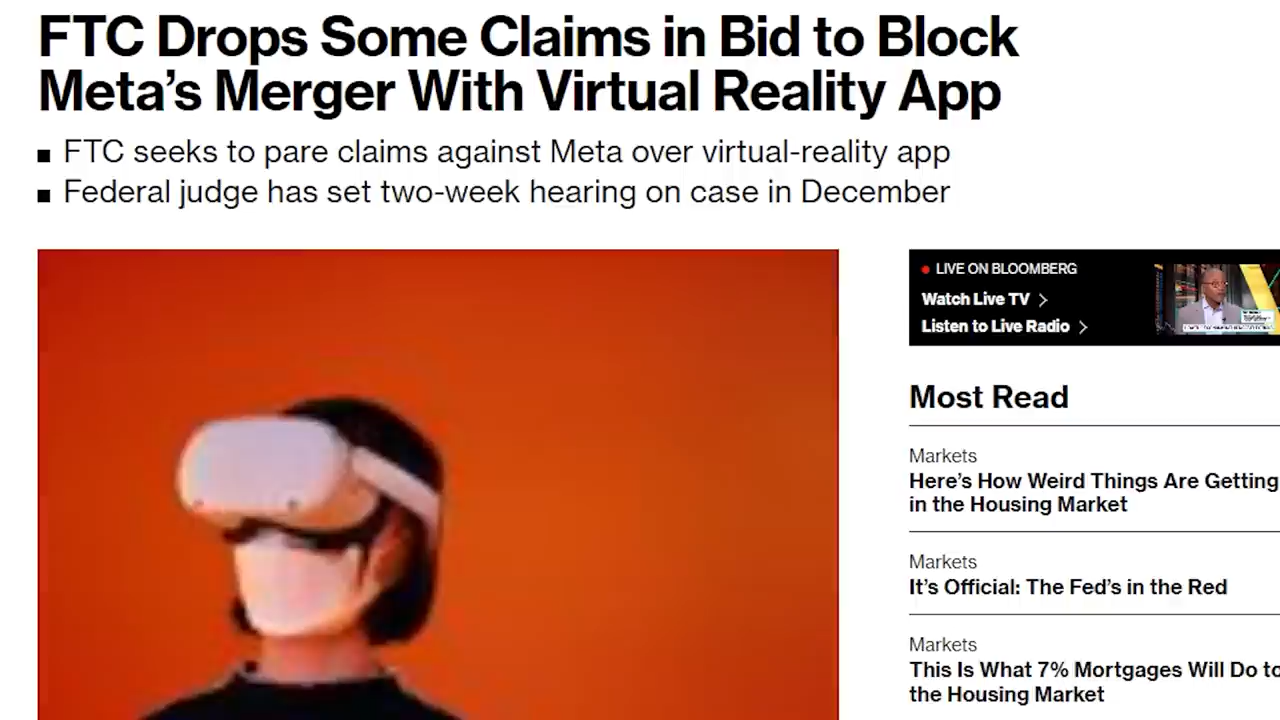 FTC Drops Some Claims in Bid to Block
Meta's Merger With Virtual Reality App
FTC seeks to pare claims against Meta over virtual-reality app
Federal judge has set two-week hearing on case in December
LIVE ON BLOOMBERG
Watch Live TV
Listen to Live Radio
Most Read
Markets
Here's How Weird Things Are Getting
in the Housing Market
Markets
It's Official: The Fed's in the Red
Markets
This Is What 7% Mortgages Will Do to
the Housing Market